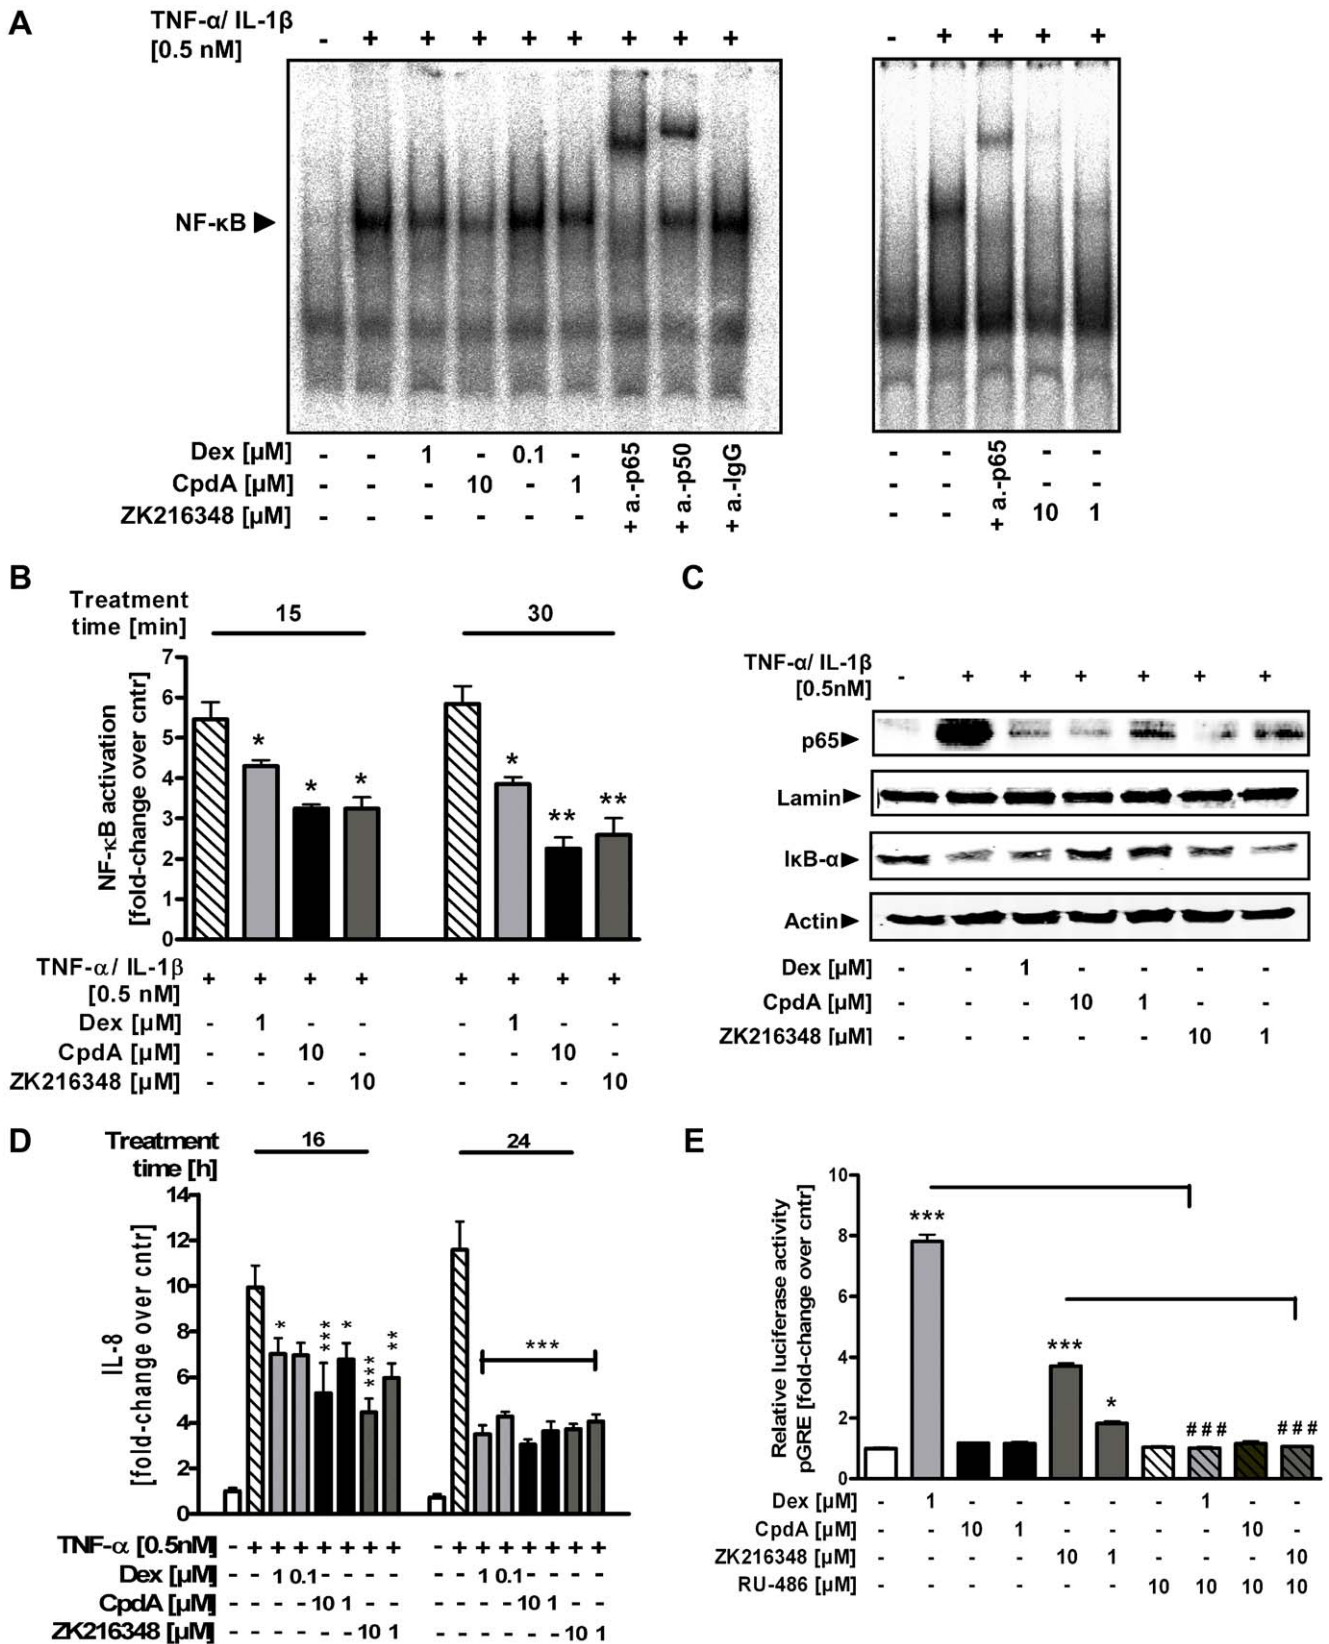 A
TNF-α/ IL-1β
[0.5 nM]
- + + + + + + + +
- + + + +
NF-κB
Dex [µM] - - 1 - 0.1 -
- - - -
CpdA [µM] - - - 10 - 1
- - - -
ZK216348 [µM] - - - - - -
- - 10 1
+ a.-p65
+ a.-p50
+ a.-IgG
+ a.-p65
B
Treatment
time [min]
15
30
NF-κB activation
[fold-change over cntr]
7
6
5
4
3
2
1
0
* * *
* ** **
TNF-α/ IL-1β
[0.5 nM]
+ + + + + + + +
Dex [µM] - 1 - - - 1 - -
CpdA [µM] - - 10 - - - 10 -
ZK216348 [µM] - - - 10 - - - 10
C
TNF-α/ IL-1β
[0.5nM]
- + + + + + +
p65
Lamin
IκB-α
Actin
Dex [µM] - - 1 - - - -
CpdA [µM] - - - 10 1 - -
ZK216348 [µM] - - - - - 10 1
D
Treatment
time [h]
16
24
IL-8
[fold-change over cntr]
14
12
10
8
6
4
2
0
* *** * *** **
***
TNF-α [0.5nM] - + + + + + + + - + + + + + + +
Dex [µM] - - 1 0.1 - - - - - - 1 0.1 - - - -
CpdA [µM] - - - - 10 1 - - - - - - 10 1 - -
ZK216348 [µM] - - - - - - 10 1 - - - - - - 10 1
E
Relative luciferase activity
pGRE [fold-change over cntr]
10
8
6
4
2
0
***
***
*
###
###
Dex [µM] - 1 - - - - - 1 - -
CpdA [µM] - - 10 1 - - - - 10 -
ZK216348 [µM] - - - - 10 1 - - - 10
RU-486 [µM] - - - - - - 10 10 10 10